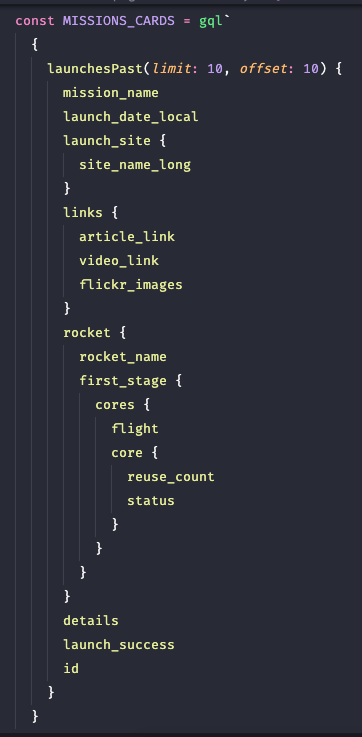 const MISSIONS_CARDS = gql`
  {
    launchesPast(limit: 10, offset: 10) {
      mission_name
      launch_date_local
      launch_site {
        site_name_long
      }
      links {
        article_link
        video_link
        flickr_images
      }
      rocket {
        rocket_name
        first_stage {
          cores {
            flight
            core {
              reuse_count
              status
            }
          }
        }
      }
      details
      launch_success
      id
    }
  }